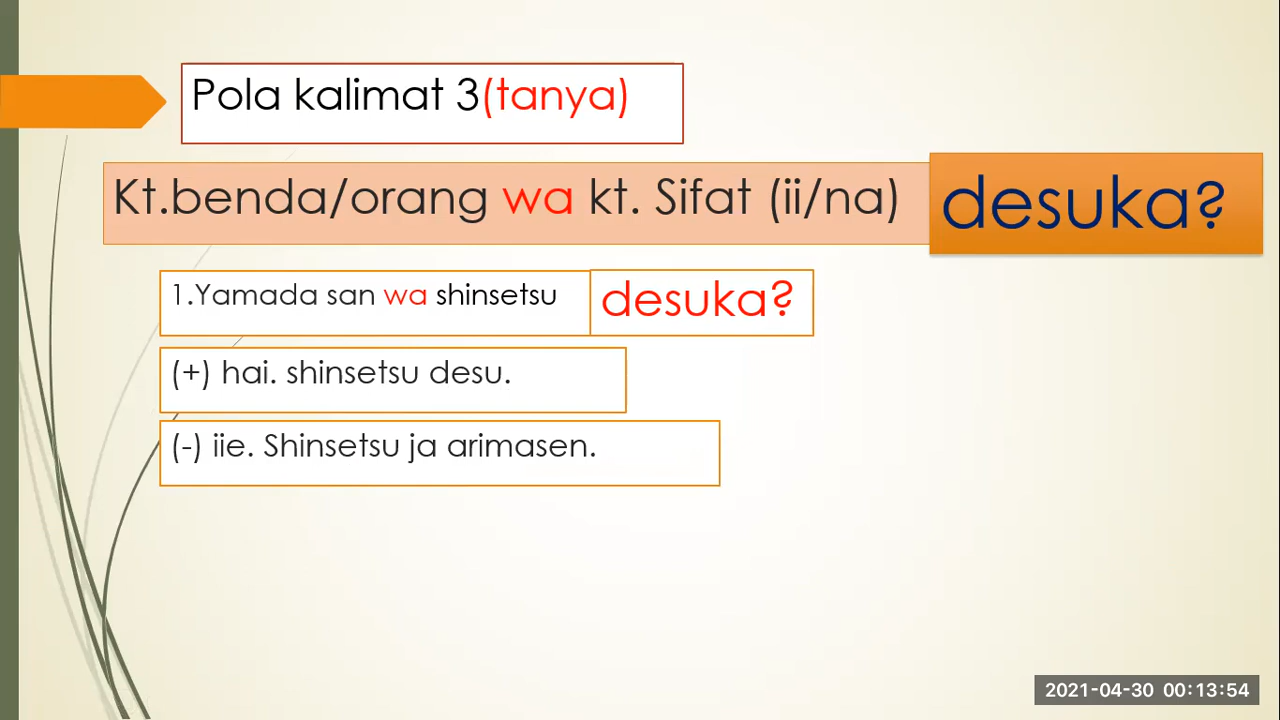 Pola kalimat 3(tanya)
Kt.benda/orang wa kt. Sifat (ii/na) desuka?
1.Yamada san wa shinsetsu desuka?
(+) hai. shinsetsu desu.
(-) iie. Shinsetsu ja arimasen.
2021-04-30 00:13:54